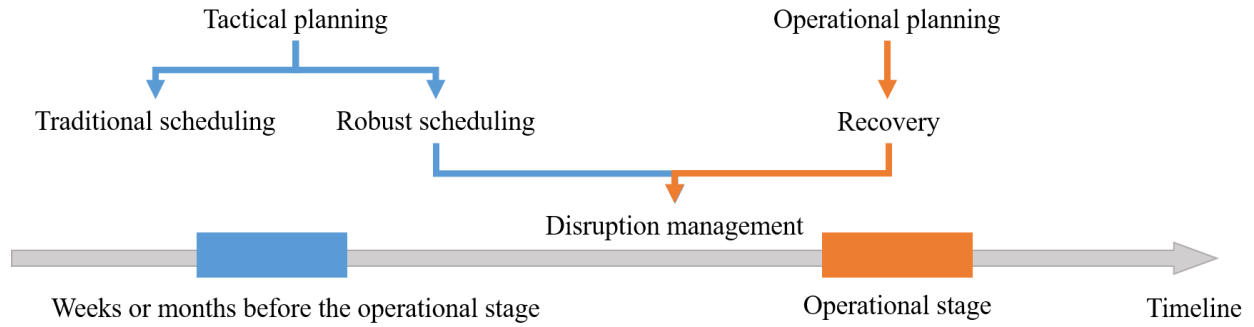 Tactical planning
Operational planning
Traditional scheduling
Robust scheduling
Recovery
Disruption management
Weeks or months before the operational stage
Operational stage
Timeline